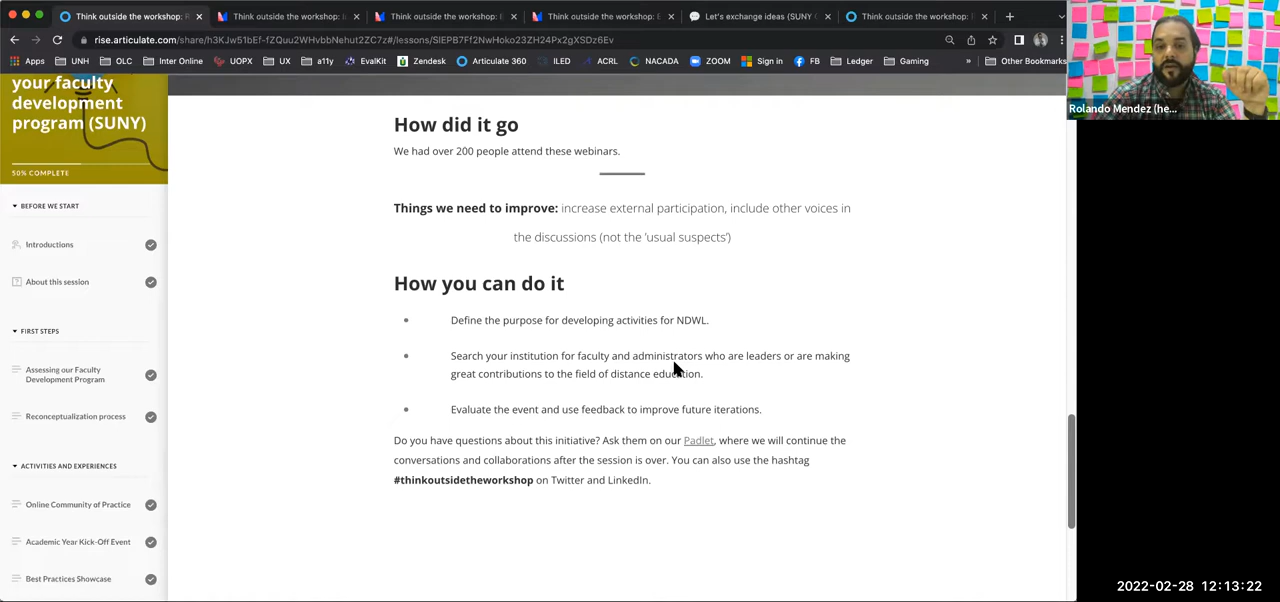 Think outside the workshop: R
Think outside the workshop: I
Think outside the workshop: E
Think outside the workshop: E
Let's exchange ideas (SUNY C
Think outside the workshop: E
rise.articulate.com/share/h3KJw51bEf-fZQuu2WHvbbNehut2ZC7z#/lessons/SlEPB7Ff2NwHoko23ZH24Px2gXSDz6Ev
Apps UNH OLC Inter Online UOPX UX a11y EvalKit Zendesk Articulate 360 ILED ACRL NACADA ZOOM Sign in FB Ledger Gaming » Other Bookmarks
Rolando Mendez (he...
your faculty
development
program (SUNY)
50% COMPLETE
BEFORE WE START
Introductions
About this session
FIRST STEPS
Assessing our Faculty
Development Program
Reconceptualization process
ACTIVITIES AND EXPERIENCES
Online Community of Practice
Academic Year Kick-Off Event
Best Practices Showcase
How did it go
We had over 200 people attend these webinars.
Things we need to improve: increase external participation, include other voices in
the discussions (not the 'usual suspects')
How you can do it
Define the purpose for developing activities for NDWL.
Search your institution for faculty and administrators who are leaders or are making
great contributions to the field of distance education.
Evaluate the event and use feedback to improve future iterations.
Do you have questions about this initiative? Ask them on our Padlet, where we will continue the
conversations and collaborations after the session is over. You can also use the hashtag
#thinkoutsidetheworkshop on Twitter and LinkedIn.
2022-02-28 12:13:22